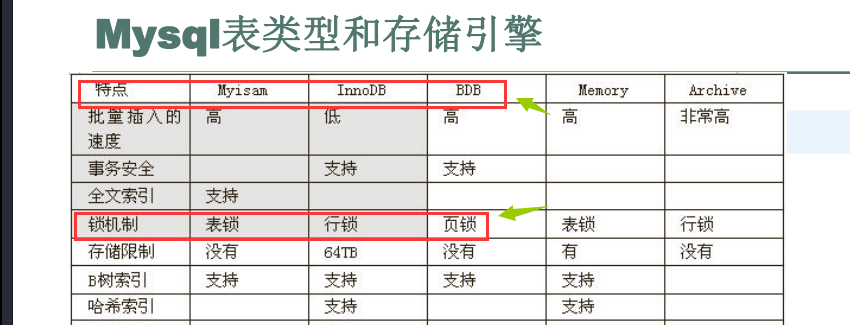 Mysql表类型和存储引擎
特点 Myisam InnoDB BDB Memory Archive
批量插入的 高 低 高 高 非常高
速度
事务安全 支持 支持
全文索引 支持
锁机制 表锁 行锁 页锁 表锁 行锁
存储限制 没有 64TB 没有 有 没有
B树索引 支持 支持 支持 支持
哈希索引 支持 支持